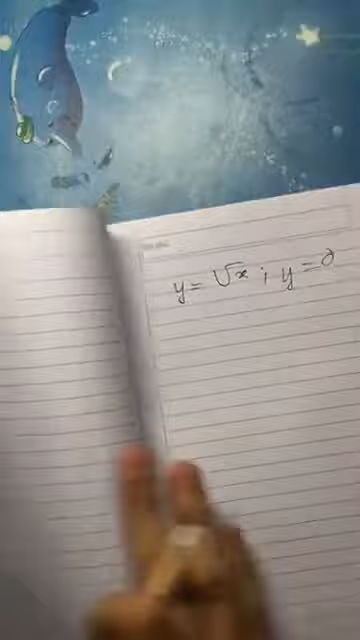 y = √x ; y = 0